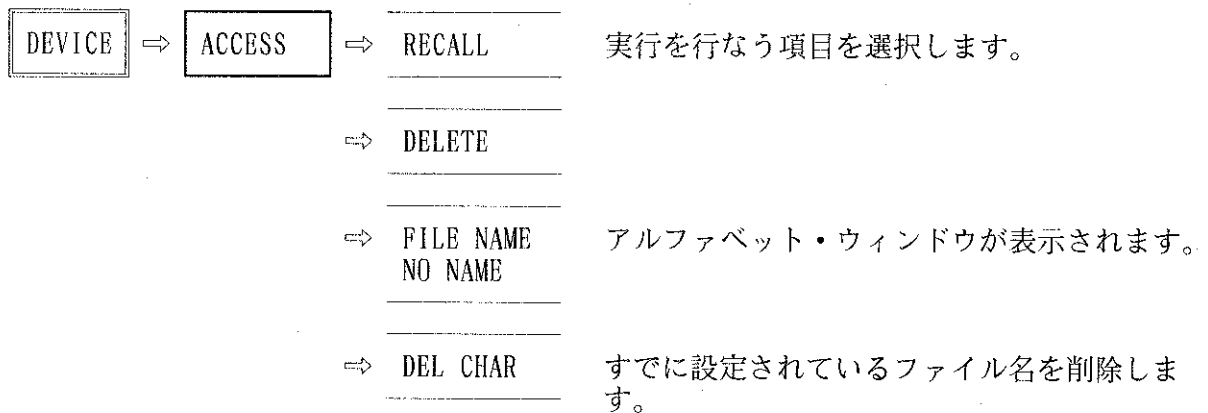 DEVICE ⇨ ACCESS ⇨ RECALL 実行を行なう項目を選択します。
⇨ DELETE
⇨ FILE NAME アルファベット・ウィンドウが表示されます。
NO NAME
⇨ DEL CHAR すでに設定されているファイル名を削除しま
す。